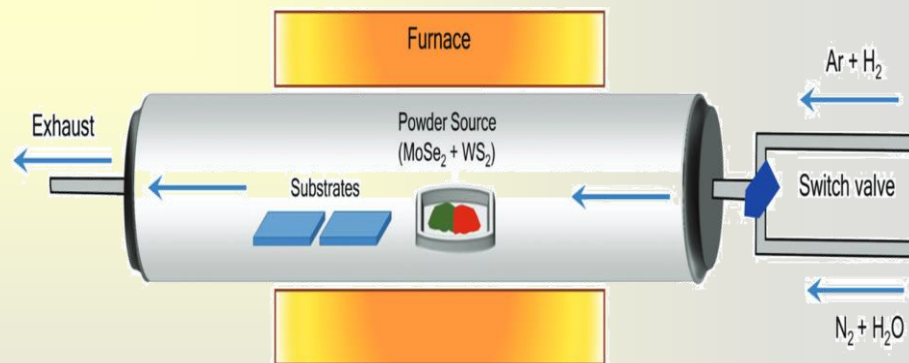 Furnace
Ar + H₂
Exhaust
Powder Source
(MoSe₂ + WS₂)
Substrates
Switch valve
N₂ + H₂O